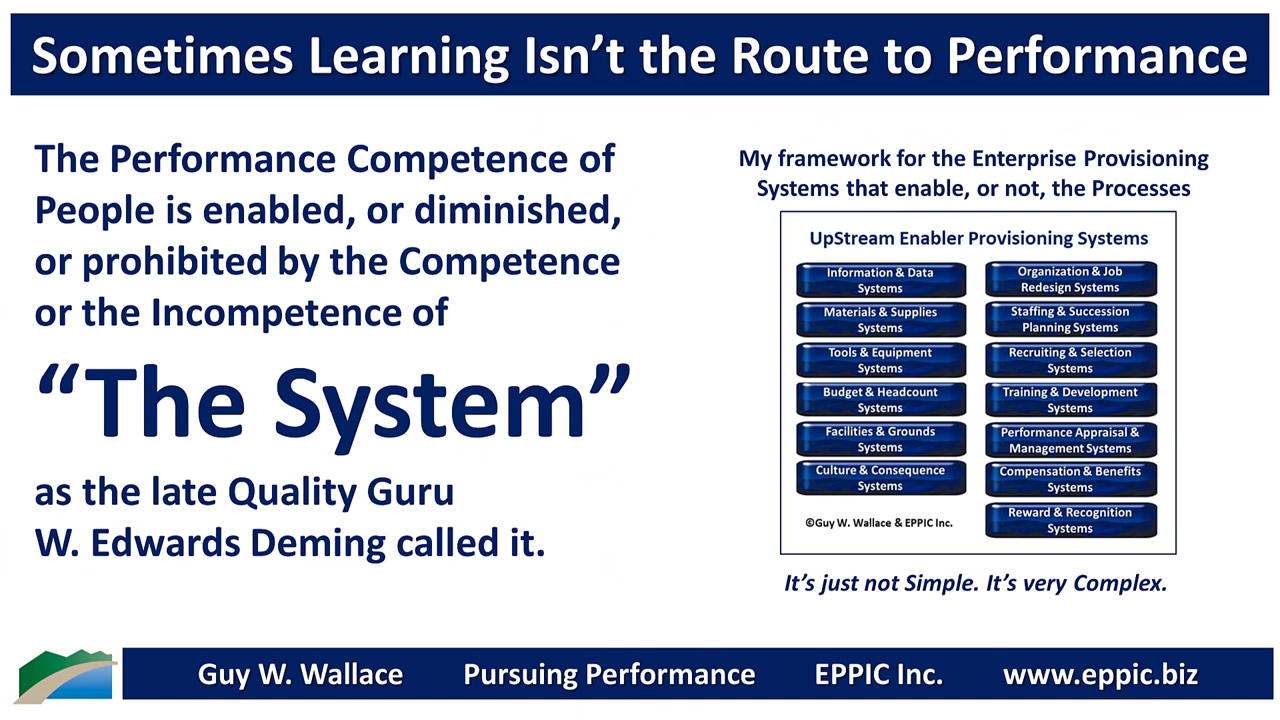 Sometimes Learning Isn’t the Route to Performance
The Performance Competence of
People is enabled, or diminished,
or prohibited by the Competence
or the Incompetence of
“The System”
as the late Quality Guru
W. Edwards Deming called it.
My framework for the Enterprise Provisioning
Systems that enable, or not, the Processes
UpStream Enabler Provisioning Systems
Information & Data
Systems
Materials & Supplies
Systems
Tools & Equipment
Systems
Budget & Headcount
Systems
Facilities & Grounds
Systems
Culture & Consequence
Systems
©Guy W. Wallace & EPPIC Inc.
Organization & Job
Redesign Systems
Staffing & Succession
Planning Systems
Recruiting & Selection
Systems
Training & Development
Systems
Performance Appraisal &
Management Systems
Compensation & Benefits
Systems
Reward & Recognition
Systems
It’s just not Simple. It’s very Complex.
Guy W. Wallace Pursuing Performance EPPIC Inc. www.eppic.biz